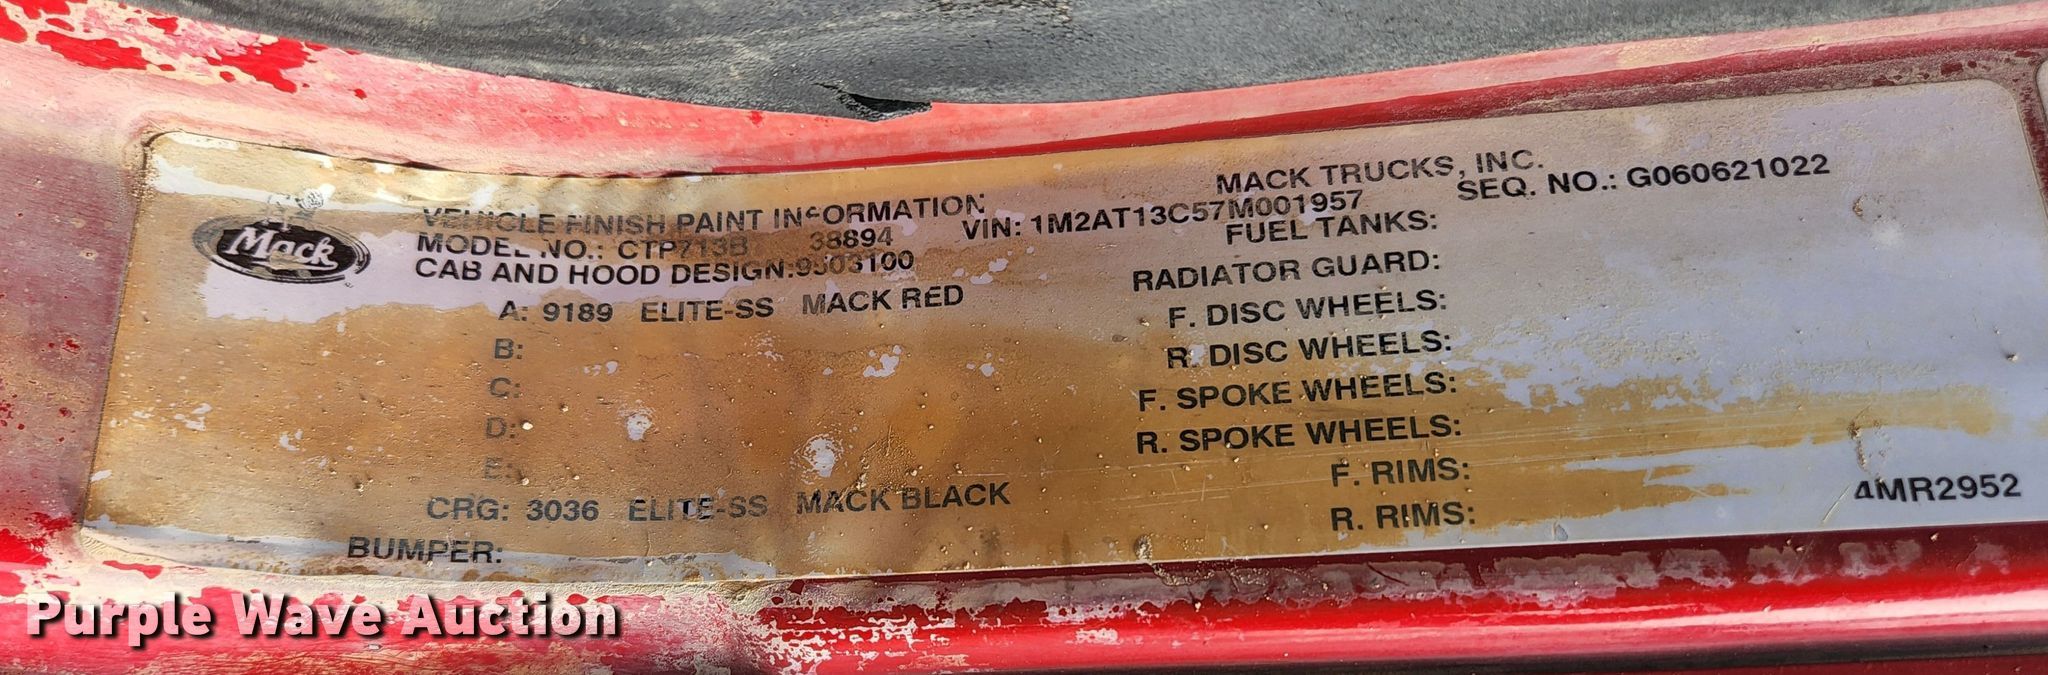 MACK TRUCKS, INC.
VEHICLE FINISH PAINT INFORMATION VIN: 1M2AT13C57M001957 SEQ. NO.: G060621022
MODEL NO.: CTP713B 38894 FUEL TANKS:
CAB AND HOOD DESIGN:9503100 RADIATOR GUARD:
Mack
A: 9189 ELITE-SS MACK RED F. DISC WHEELS:
B: R. DISC WHEELS:
C: F. SPOKE WHEELS:
D: R. SPOKE WHEELS:
E: F. RIMS:
CRG: 3036 ELITE-SS MACK BLACK R. RIMS: 4MR2952
BUMPER:
Purple Wave Auction